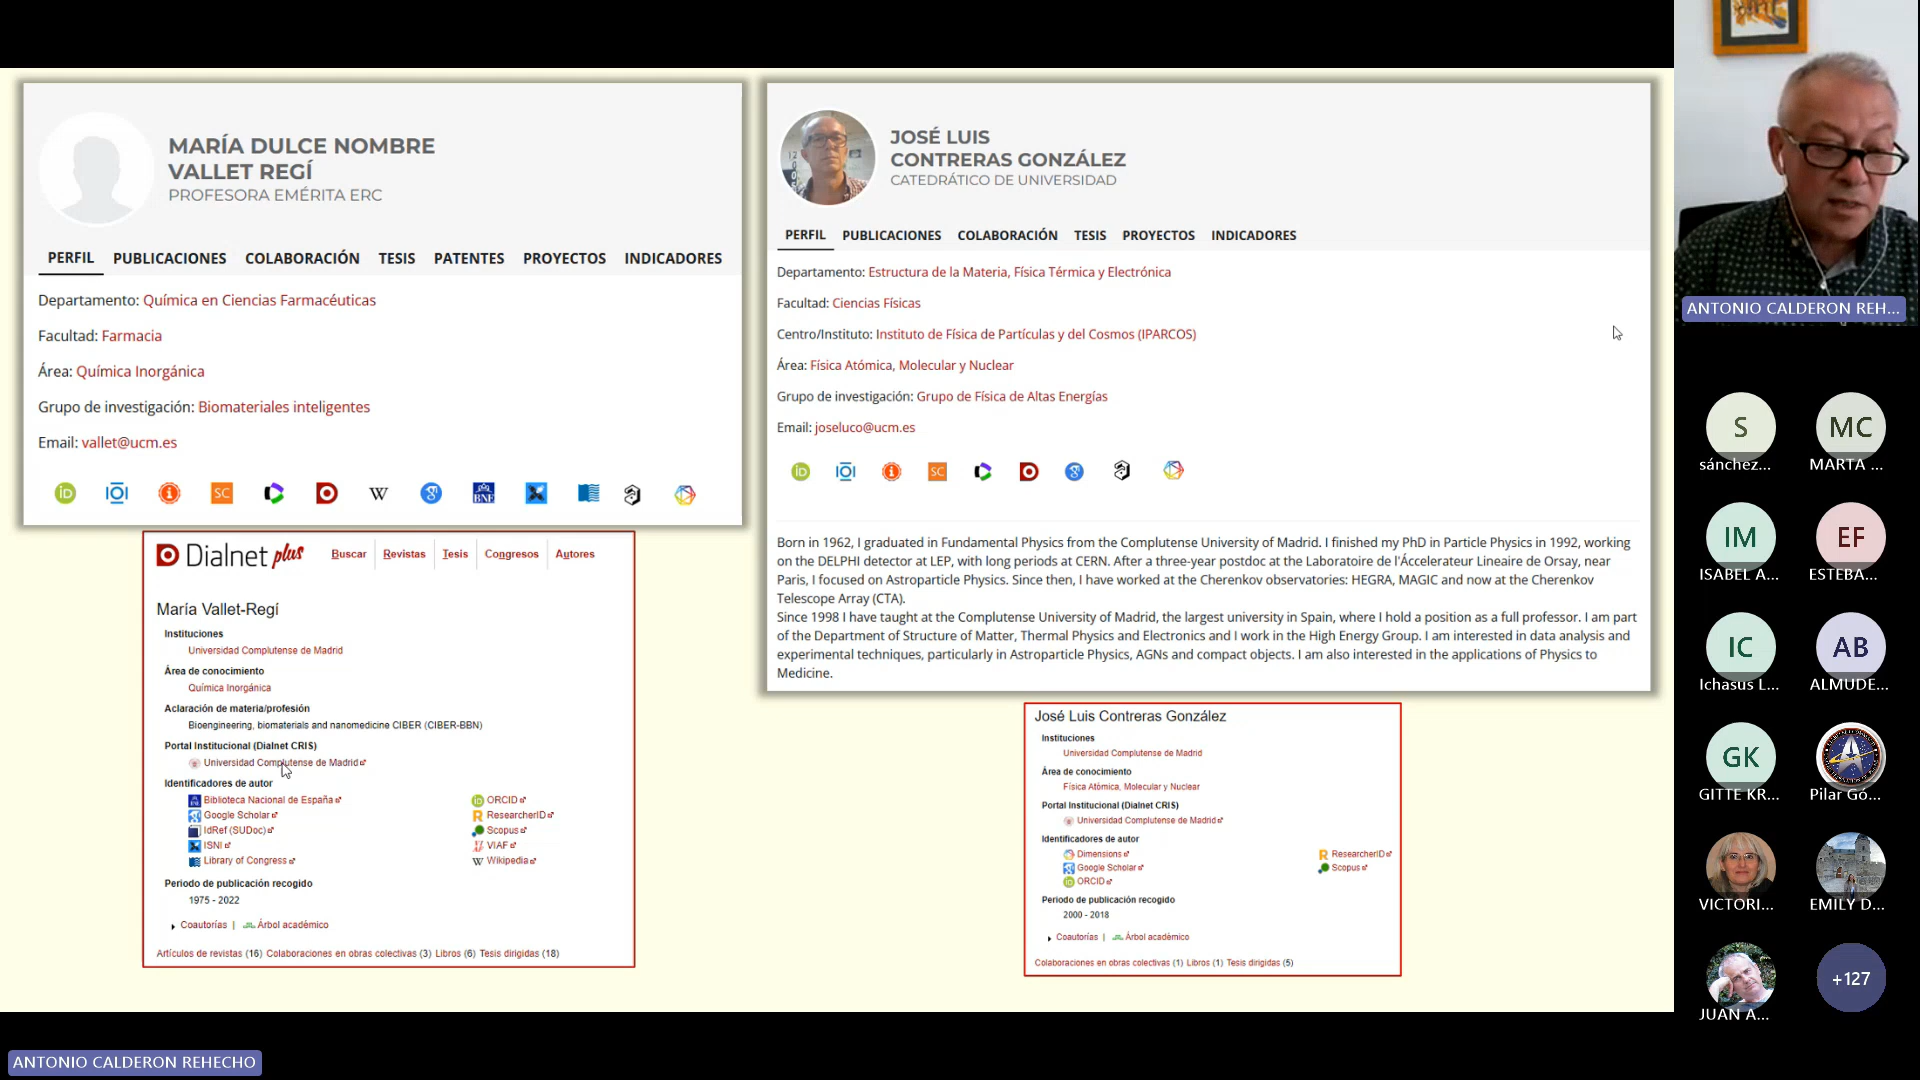 MARÍA DULCE NOMBRE
VALLET REGÍ
PROFESORA EMÉRITA ERC
PERFIL PUBLICACIONES COLABORACIÓN TESIS PATENTES PROYECTOS INDICADORES
Departamento: Química en Ciencias Farmacéuticas
Facultad: Farmacia
Área: Química Inorgánica
Grupo de investigación: Biomateriales inteligentes
Email: vallet@ucm.es
iD SC W BNE
Dialnet plus
Buscar Revistas Tesis Congresos Autores
María Vallet-Regí
Instituciones
Universidad Complutense de Madrid
Área de conocimiento
Química Inorgánica
Aclaración de materia/profesión
Bioengineering, biomaterials and nanomedicine CIBER (CIBER-BBN)
Portal Institucional (Dialnet CRIS)
Universidad Complutense de Madrid
Identificadores de autor
Biblioteca Nacional de España
Google Scholar
IdRef (SUDoc)
ISNI
Library of Congress
ORCID
ResearcherID
Scopus
VIAF
Wikipedia
Periodo de publicación recogido
1975 - 2022
Coautorías | Árbol académico
Artículos de revistas (16) Colaboraciones en obras colectivas (3) Libros (6) Tesis dirigidas (18)
JOSÉ LUIS
CONTRERAS GONZÁLEZ
CATEDRÁTICO DE UNIVERSIDAD
PERFIL PUBLICACIONES COLABORACIÓN TESIS PROYECTOS INDICADORES
Departamento: Estructura de la Materia, Física Térmica y Electrónica
Facultad: Ciencias Físicas
Centro/Instituto: Instituto de Física de Partículas y del Cosmos (IPARCOS)
Área: Física Atómica, Molecular y Nuclear
Grupo de investigación: Grupo de Física de Altas Energías
Email: joseluco@ucm.es
iD SC
Born in 1962, I graduated in Fundamental Physics from the Complutense University of Madrid. I finished my PhD in Particle Physics in 1992, working
on the DELPHI detector at LEP, with long periods at CERN. After a three-year postdoc at the Laboratoire de l'Áccelerateur Lineaire de Orsay, near
Paris, I focused on Astroparticle Physics. Since then, I have worked at the Cherenkov observatories: HEGRA, MAGIC and now at the Cherenkov
Telescope Array (CTA).
Since 1998 I have taught at the Complutense University of Madrid, the largest university in Spain, where I hold a position as a full professor. I am part
of the Department of Structure of Matter, Thermal Physics and Electronics and I work in the High Energy Group. I am interested in data analysis and
experimental techniques, particularly in Astroparticle Physics, AGNs and compact objects. I am also interested in the applications of Physics to
Medicine.
José Luis Contreras González
Instituciones
Universidad Complutense de Madrid
Área de conocimiento
Física Atómica, Molecular y Nuclear
Portal Institucional (Dialnet CRIS)
Universidad Complutense de Madrid
Identificadores de autor
Dimensions
Google Scholar
ORCID
ResearcherID
Scopus
Periodo de publicación recogido
2000 - 2018
Coautorías | Árbol académico
Colaboraciones en obras colectivas (1) Libros (1) Tesis dirigidas (5)
ANTONIO CALDERON REH...
S
sánchez...
MC
MARTA ...
IM
ISABEL A...
EF
ESTEBA...
IC
Ichasus L...
AB
ALMUDE...
GK
GITTE KR...
Pilar Gó...
VICTORI...
EMILY D...
JUAN A...
+127
ANTONIO CALDERON REHECHO